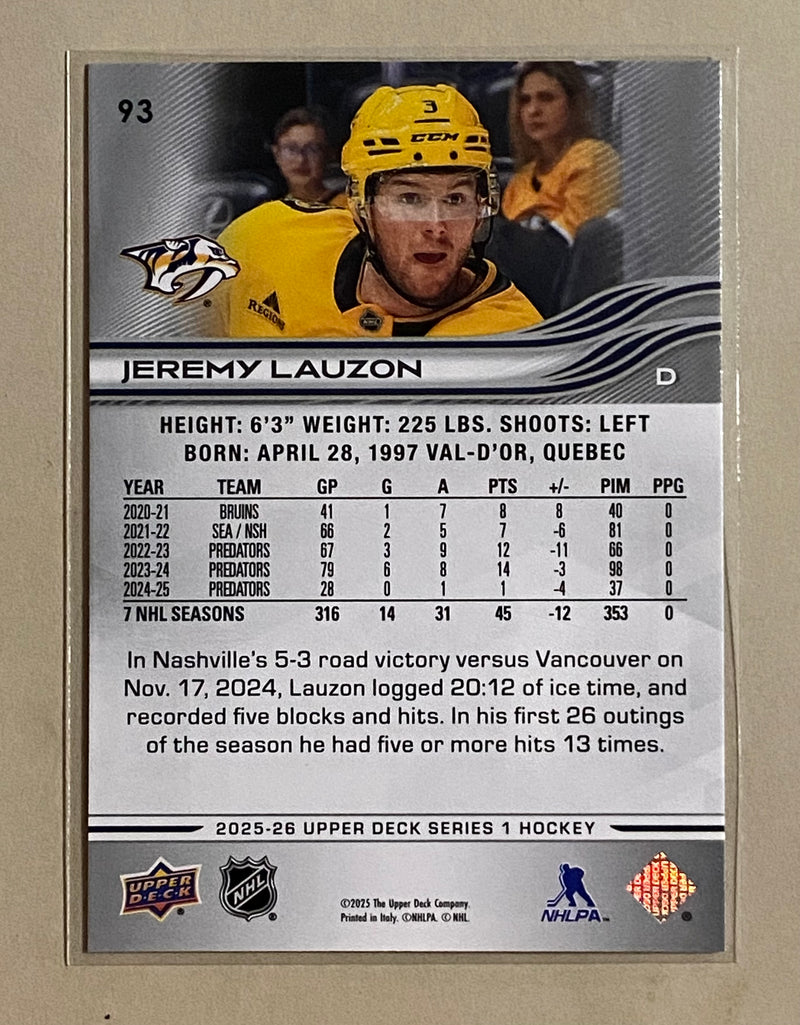 93
3
CCM
REGIONS
NHL
JEREMY LAUZON
D
HEIGHT: 6'3" WEIGHT: 225 LBS. SHOOTS: LEFT
BORN: APRIL 28, 1997 VAL-D'OR, QUEBEC
YEAR TEAM GP G A PTS +/- PIM PPG
2020-21 BRUINS 41 1 7 8 8 40 0
2021-22 SEA / NSH 66 2 5 7 -6 81 0
2022-23 PREDATORS 67 3 9 12 -11 66 0
2023-24 PREDATORS 79 6 8 14 -3 98 0
2024-25 PREDATORS 28 0 1 1 -4 37 0
7 NHL SEASONS 316 14 31 45 -12 353 0
In Nashville's 5-3 road victory versus Vancouver on
Nov. 17, 2024, Lauzon logged 20:12 of ice time, and
recorded five blocks and hits. In his first 26 outings
of the season he had five or more hits 13 times.
2025-26 UPPER DECK SERIES 1 HOCKEY
UPPER
D·E·C·K
®
NHL
®
©2025 The Upper Deck Company.
Printed in Italy. ©NHLPA. © NHL.
NHLPA™
UPPER DECK
®